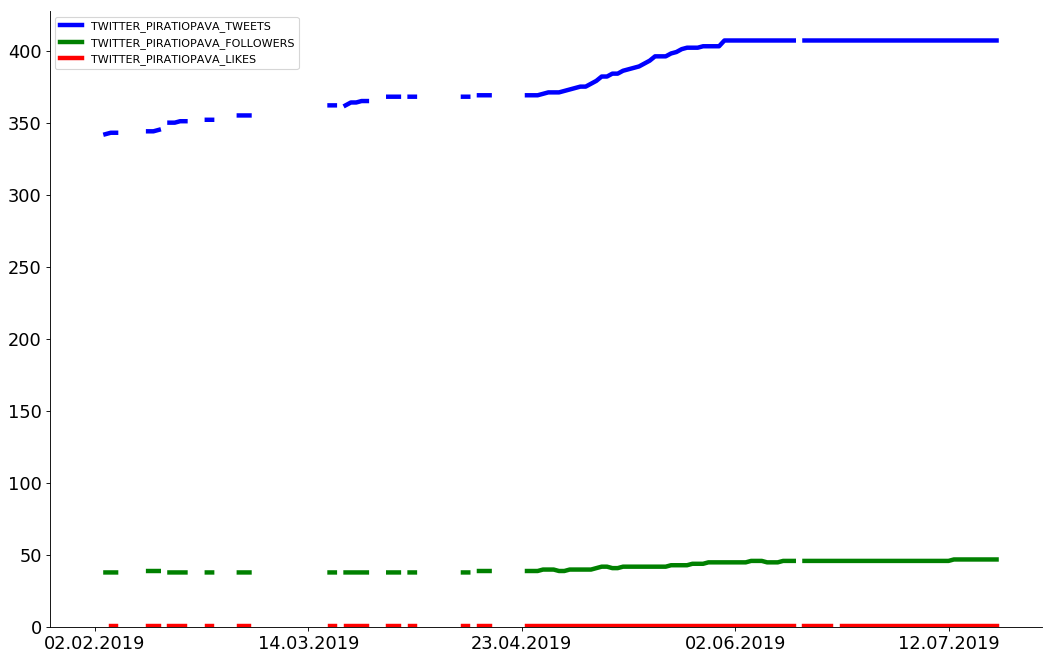 TWITTER_PIRATIOPAVA_TWEETS
TWITTER_PIRATIOPAVA_FOLLOWERS
TWITTER_PIRATIOPAVA_LIKES
400
350
300
250
200
150
100
50
0
02.02.2019 14.03.2019 23.04.2019 02.06.2019 12.07.2019